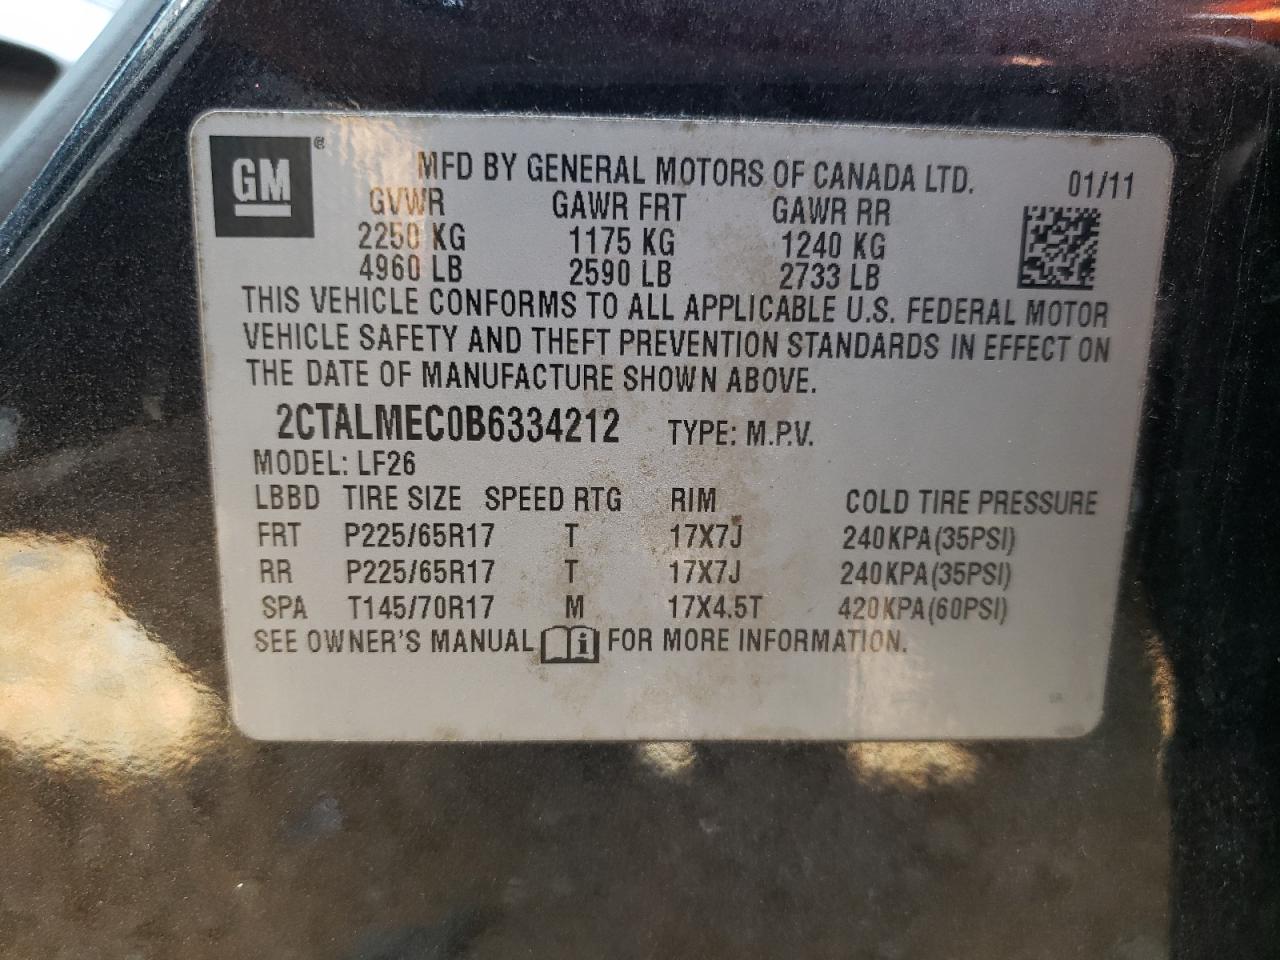 GM ®
MFD BY GENERAL MOTORS OF CANADA LTD. 01/11
GVWR GAWR FRT GAWR RR
2250 KG 1175 KG 1240 KG
4960 LB 2590 LB 2733 LB
THIS VEHICLE CONFORMS TO ALL APPLICABLE U.S. FEDERAL MOTOR
VEHICLE SAFETY AND THEFT PREVENTION STANDARDS IN EFFECT ON
THE DATE OF MANUFACTURE SHOWN ABOVE.
2CTALMEC0B6334212 TYPE: M.P.V.
MODEL: LF26
LBBD TIRE SIZE SPEED RTG RIM COLD TIRE PRESSURE
FRT P225/65R17 T 17X7J 240KPA(35PSI)
RR P225/65R17 T 17X7J 240KPA(35PSI)
SPA T145/70R17 M 17X4.5T 420KPA(60PSI)
SEE OWNER'S MANUAL i FOR MORE INFORMATION.